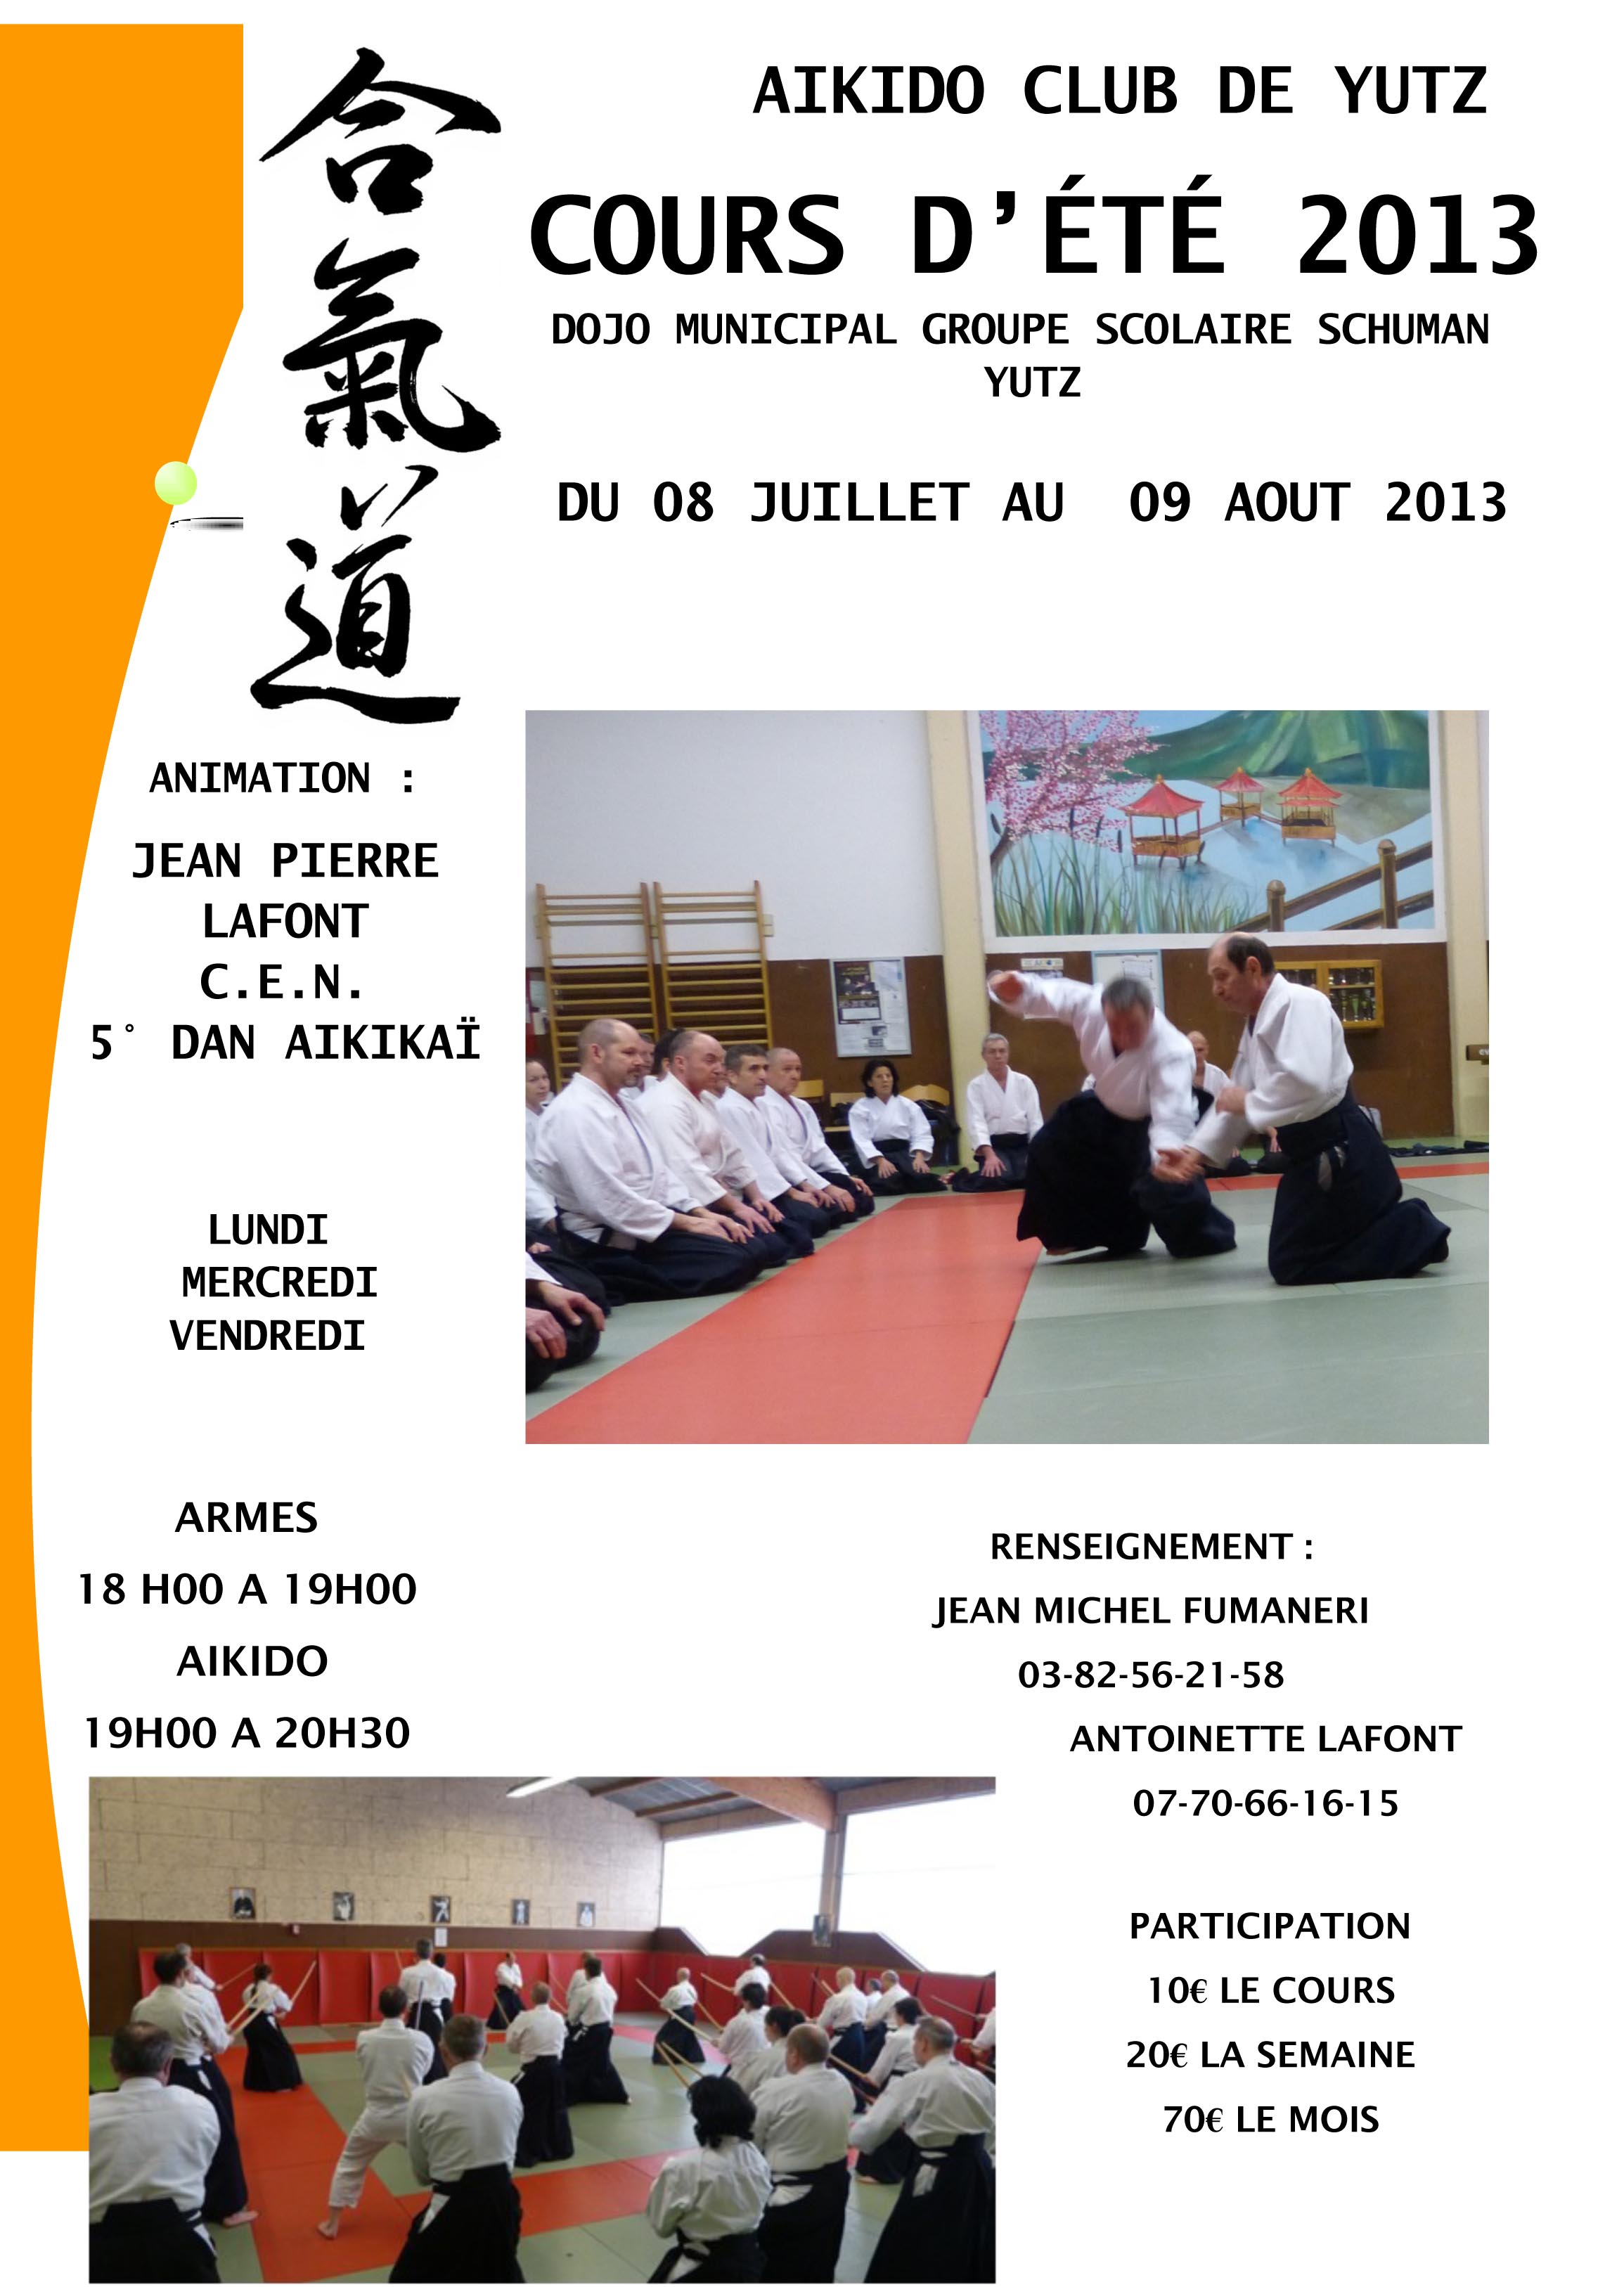 合
氣
道
AIKIDO CLUB DE YUTZ
COURS D’ÉTÉ 2013
DOJO MUNICIPAL GROUPE SCOLAIRE SCHUMAN
YUTZ
DU 08 JUILLET AU 09 AOUT 2013
ANIMATION :
JEAN PIERRE
LAFONT
C.E.N.
5° DAN AIKIKAÏ
LUNDI
MERCREDI
VENDREDI
ARMES
18 H00 A 19H00
AIKIDO
19H00 A 20H30
RENSEIGNEMENT :
JEAN MICHEL FUMANERI
03-82-56-21-58
ANTOINETTE LAFONT
07-70-66-16-15
PARTICIPATION
10€ LE COURS
20€ LA SEMAINE
70€ LE MOIS